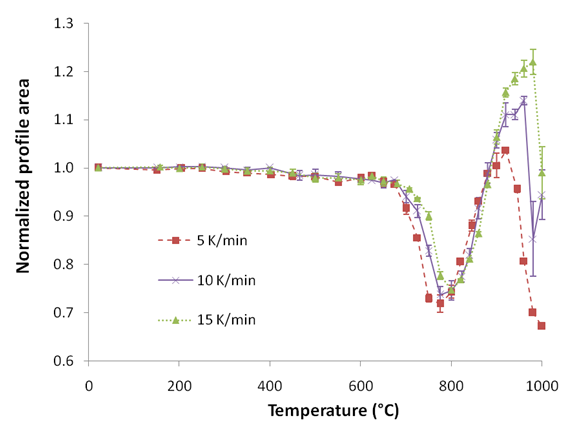 1.3
1.2
1.1
1.0
0.9
0.8
0.7
0.6
Normalized profile area
5 K/min
10 K/min
15 K/min
0
200
400
600
800
1000
Temperature (°C)